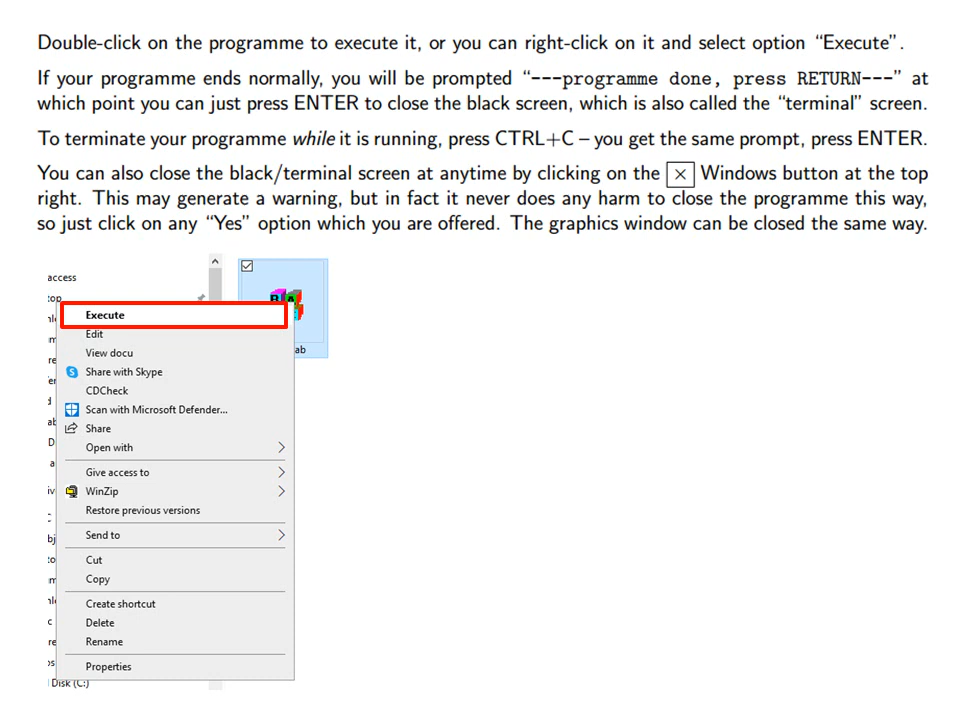 Double-click on the programme to execute it, or you can right-click on it and select option “Execute”.
If your programme ends normally, you will be prompted “---programme done, press RETURN---” at
which point you can just press ENTER to close the black screen, which is also called the “terminal” screen.
To terminate your programme while it is running, press CTRL+C – you get the same prompt, press ENTER.
You can also close the black/terminal screen at anytime by clicking on the × Windows button at the top
right. This may generate a warning, but in fact it never does any harm to close the programme this way,
so just click on any “Yes” option which you are offered. The graphics window can be closed the same way.
access
top
Execute
Edit
ab
View docu
Share with Skype
CDCheck
Scan with Microsoft Defender...
Share
Open with
Give access to
WinZip
Restore previous versions
Send to
Cut
Copy
Create shortcut
Delete
Rename
Properties
Disk (C:)